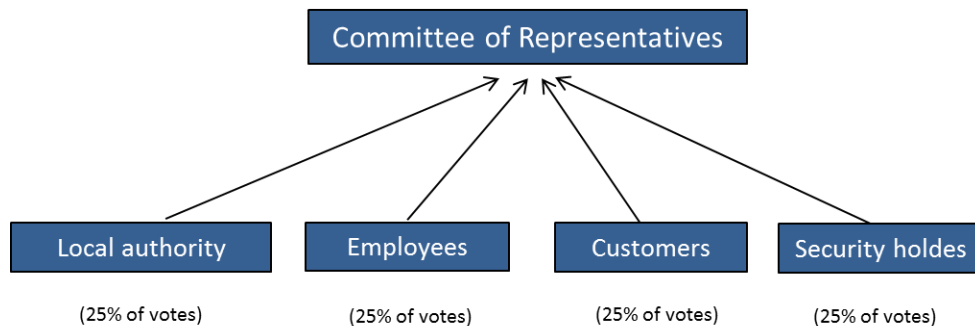 Committee of Representatives
Local authority
Employees
Customers
Security holdes
(25% of votes)
(25% of votes)
(25% of votes)
(25% of votes)